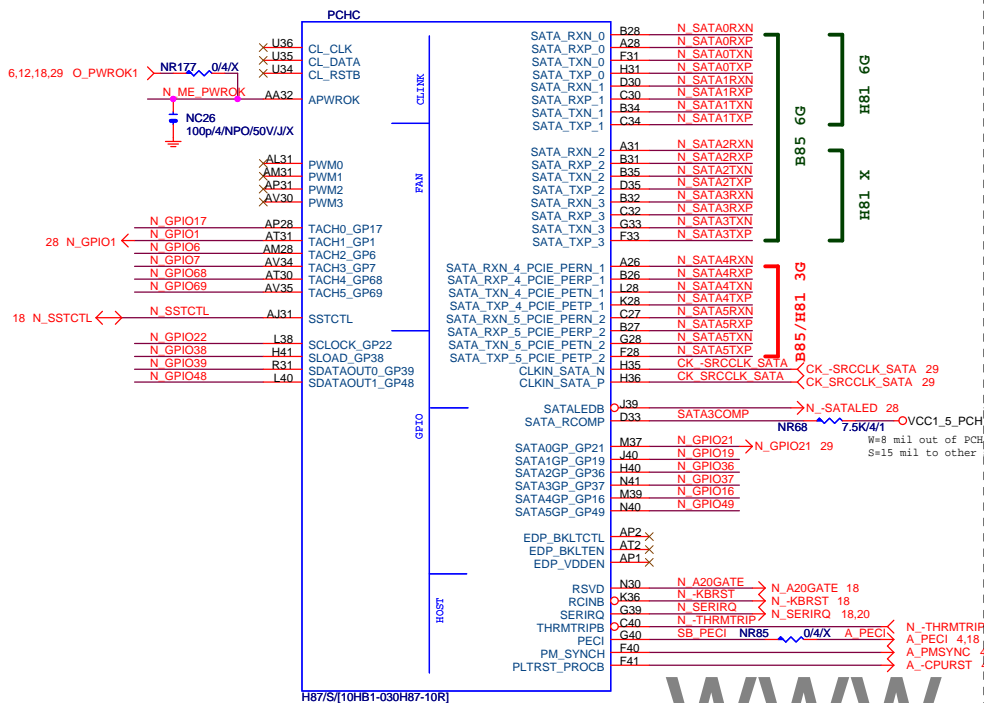 PCHC
U36 CL_CLK
U35 CL_DATA
U34 CL_RSTB
6,12,18,29 O_PWROK1 NR177 0/4/X
N_ME_PWROK AA32 APWROK
NC26
100p/4/NPO/50V/J/X
CLINK
AL31 PWM0
AM31 PWM1
AP31 PWM2
AV30 PWM3
FAN
N_GPIO17 AP28 TACH0_GP17
28 N_GPIO1 N_GPIO1 AT31 TACH1_GP1
N_GPIO6 AM28 TACH2_GP6
N_GPIO7 AV34 TACH3_GP7
N_GPIO68 AT30 TACH4_GP68
N_GPIO69 AV35 TACH5_GP69
18 N_SSTCTL N_SSTCTL AJ31 SSTCTL
N_GPIO22 L38 SCLOCK_GP22
N_GPIO38 H41 SLOAD_GP38
N_GPIO39 R31 SDATAOUT0_GP39
N_GPIO48 L40 SDATAOUT1_GP48
GPIO
HOST
SATA_RXN_0 B28 N_SATA0RXN
SATA_RXP_0 A28 N_SATA0RXP
SATA_TXN_0 F31 N_SATA0TXN
SATA_TXP_0 H31 N_SATA0TXP
SATA_RXN_1 D30 N_SATA1RXN
SATA_RXP_1 C30 N_SATA1RXP
SATA_TXN_1 B34 N_SATA1TXN
SATA_TXP_1 C34 N_SATA1TXP
SATA_RXN_2 A31 N_SATA2RXN
SATA_RXP_2 B31 N_SATA2RXP
SATA_TXN_2 B35 N_SATA2TXN
SATA_TXP_2 D35 N_SATA2TXP
SATA_RXN_3 B32 N_SATA3RXN
SATA_RXP_3 C32 N_SATA3RXP
SATA_TXN_3 G33 N_SATA3TXN
SATA_TXP_3 F33 N_SATA3TXP
B85 6G
H81 6G
H81 X
SATA_RXN_4_PCIE_PERN_1 A26 N_SATA4RXN
SATA_RXP_4_PCIE_PERP_1 B26 N_SATA4RXP
SATA_TXN_4_PCIE_PETN_1 L28 N_SATA4TXN
SATA_TXP_4_PCIE_PETP_1 K28 N_SATA4TXP
SATA_RXN_5_PCIE_PERN_2 C27 N_SATA5RXN
SATA_RXP_5_PCIE_PERP_2 B27 N_SATA5RXP
SATA_TXN_5_PCIE_PETN_2 G28 N_SATA5TXN
SATA_TXP_5_PCIE_PETP_2 F28 N_SATA5TXP
B85/H81 3G
CLKIN_SATA_N H35 CK_-SRCCLK_SATA CK_-SRCCLK_SATA 29
CLKIN_SATA_P H36 CK_SRCCLK_SATA CK_SRCCLK_SATA 29
SATALEDB J39 N_-SATALED 28
SATA_RCOMP D33 SATA3COMP NR68 7.5K/4/1 VCC1_5_PCH
W=8 mil out of PCH
S=15 mil to other
SATA0GP_GP21 M37 N_GPIO21 N_GPIO21 29
SATA1GP_GP19 J40 N_GPIO19
SATA2GP_GP36 H40 N_GPIO36
SATA3GP_GP37 N41 N_GPIO37
SATA4GP_GP16 M39 N_GPIO16
SATA5GP_GP49 N40 N_GPIO49
EDP_BKLTCTL AP2
EDP_BKLTEN AT2
EDP_VDDEN AP1
RSVD N30 N_A20GATE N_A20GATE 18
RCINB K36 N_-KBRST N_-KBRST 18
SERIRQ G39 N_SERIRQ N_SERIRQ 18,20
THRMTRIPB C40 N_-THRMTRIP N_-THRMTRIP
PECI G40 SB_PECI NR85 0/4/X A_PECI A_PECI 4,18
PM_SYNCH F40 A_PMSYNC 4
PLTRST_PROCB F41 A_-CPURST
H87/S/[10HB1-030H87-10R]
WWW